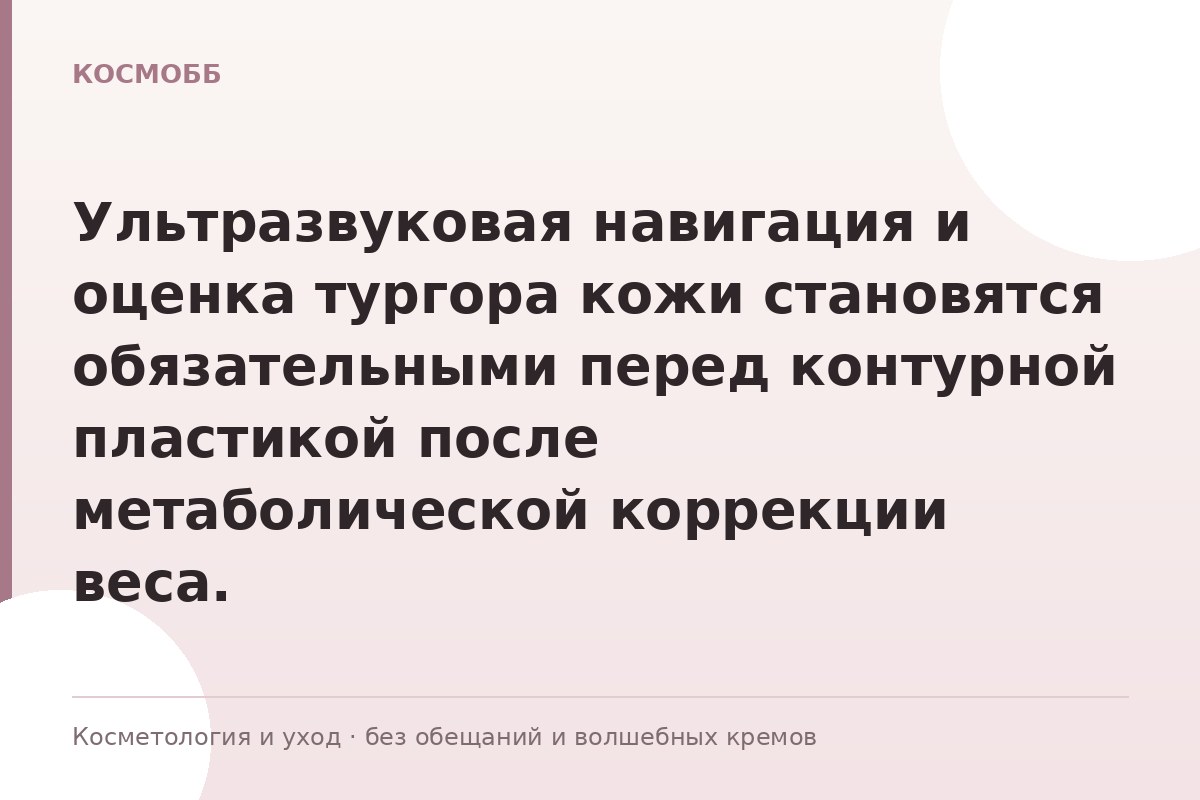 КОСМОББ
Ультразвуковая навигация и
оценка тургора кожи становятся
обязательными перед контурной
пластикой после
метаболической коррекции
веса.
Косметология и уход · без обещаний и волшебных кремов